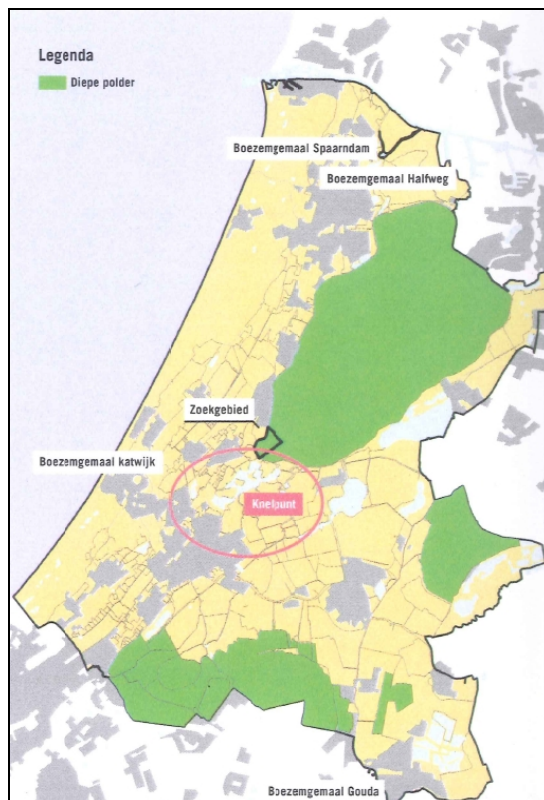 Legenda
Diepe polder
Boezemgemaal Spaarndam
Boezemgemaal Halfweg
Zoekgebied
Boezemgemaal katwijk
Knelpunt
Boezemgemaal Gouda